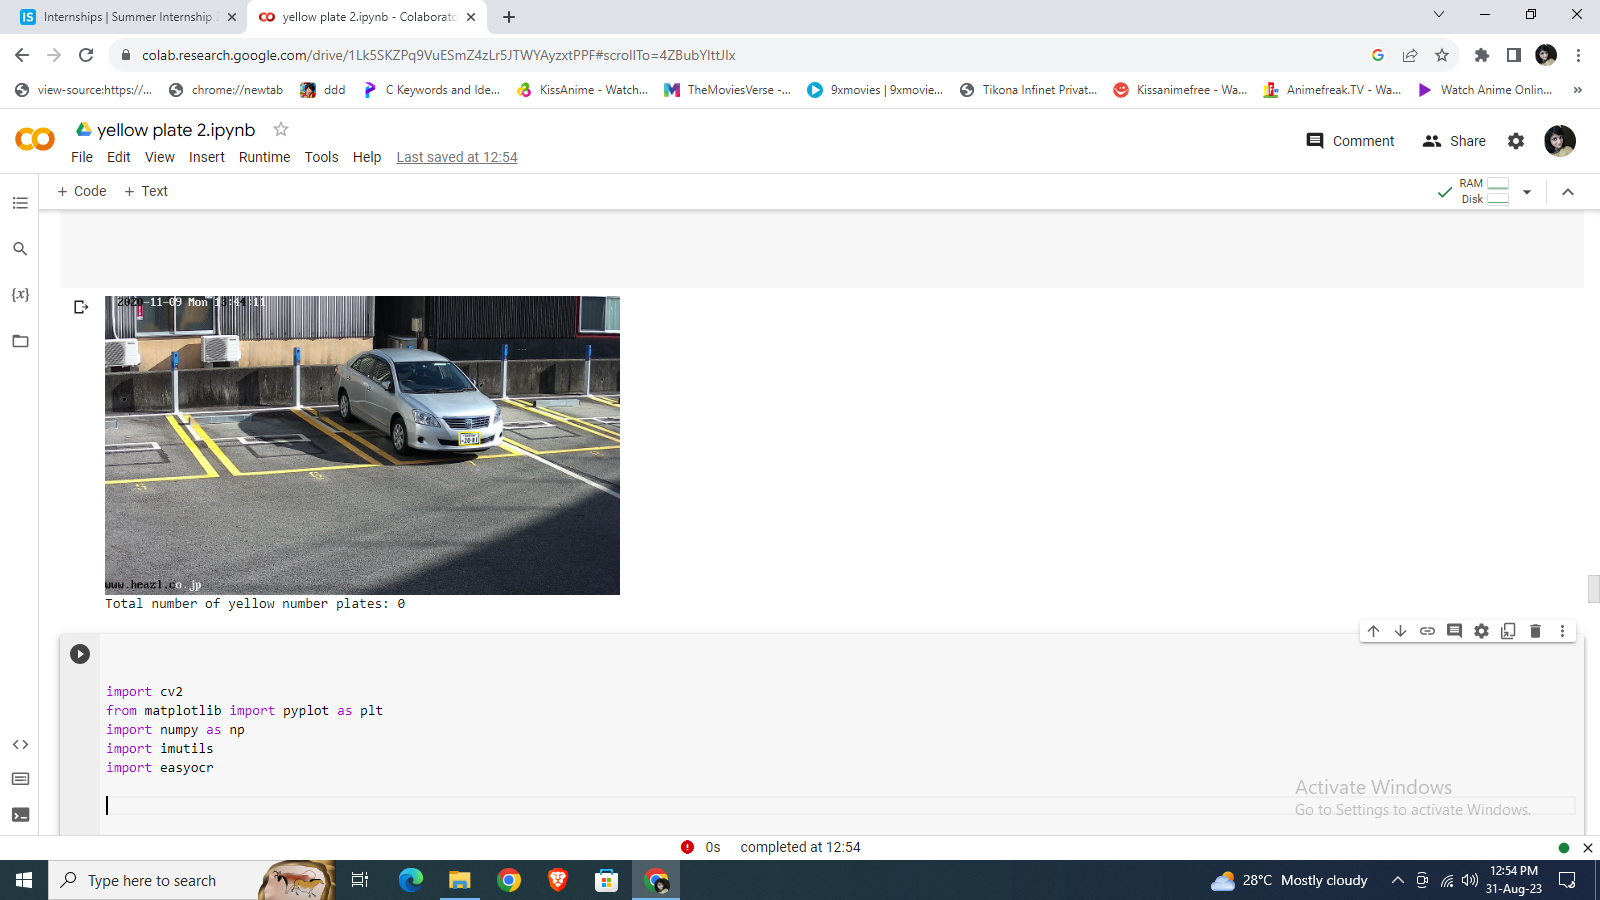 Internships | Summer Internship
yellow plate 2.ipynb - Colaborato
colab.research.google.com/drive/1Lk5SKZPq9VuESmZ4zLr5JTWYAyzxtPPF#scrollTo=4ZBubYIttJIx
view-source:https://...
chrome://newtab
ddd
C Keywords and Ide...
KissAnime - Watch...
TheMoviesVerse -...
9xmovies | 9xmovie...
Tikona Infinet Privat...
Kissanimefree - Wa...
Animefreak.TV - Wa...
Watch Anime Onlin...
»
CO
yellow plate 2.ipynb
Comment
Share
File Edit View Insert Runtime Tools Help Last saved at 12:54
+ Code + Text
RAM
Disk
{x}
2020-11-09 Mon
www.heazl.co.jp
Total number of yellow number plates: 0
import cv2
from matplotlib import pyplot as plt
import numpy as np
import imutils
import easyocr
Activate Windows
Go to Settings to activate Windows.
0s completed at 12:54
Type here to search
28°C Mostly cloudy
12:54 PM
31-Aug-23